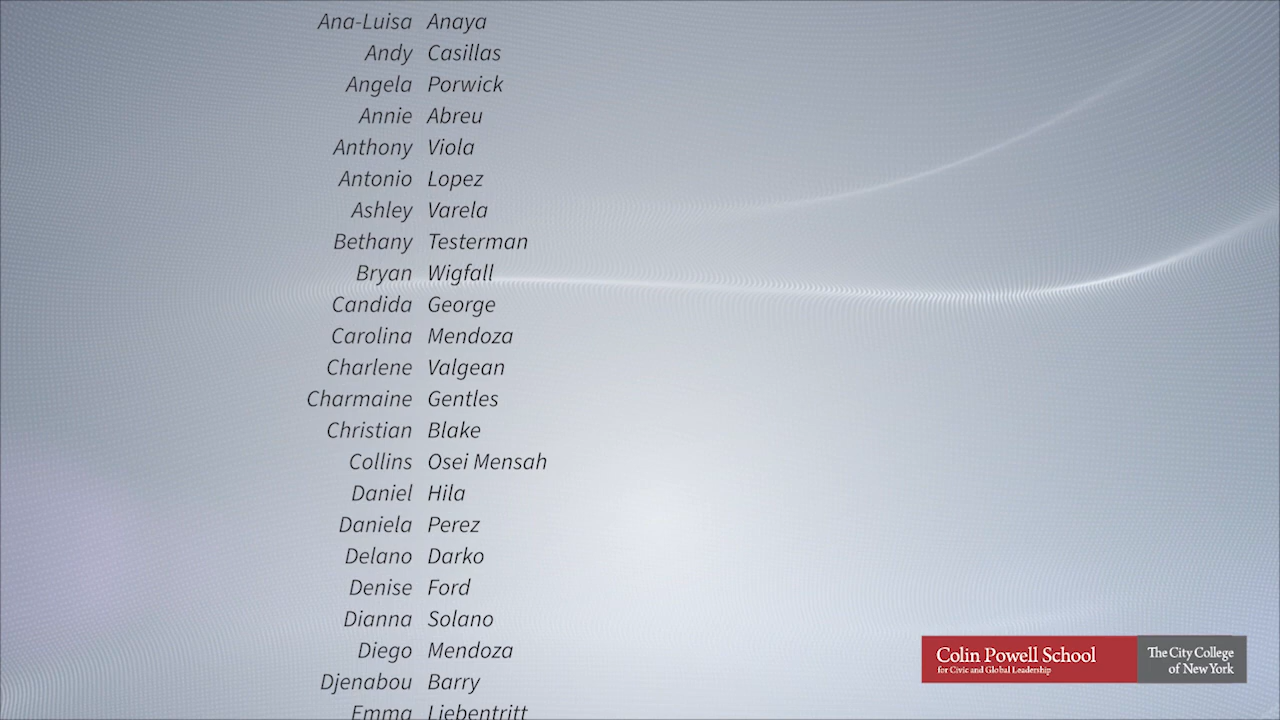 Ana-Luisa Anaya
Andy Casillas
Angela Porwick
Annie Abreu
Anthony Viola
Antonio Lopez
Ashley Varela
Bethany Testerman
Bryan Wigfall
Candida George
Carolina Mendoza
Charlene Valgean
Charmaine Gentles
Christian Blake
Collins Osei Mensah
Daniel Hila
Daniela Perez
Delano Darko
Denise Ford
Dianna Solano
Diego Mendoza
Djenabou Barry
Emma Liebentritt
Colin Powell School
for Civic and Global Leadership
The City College
of New York